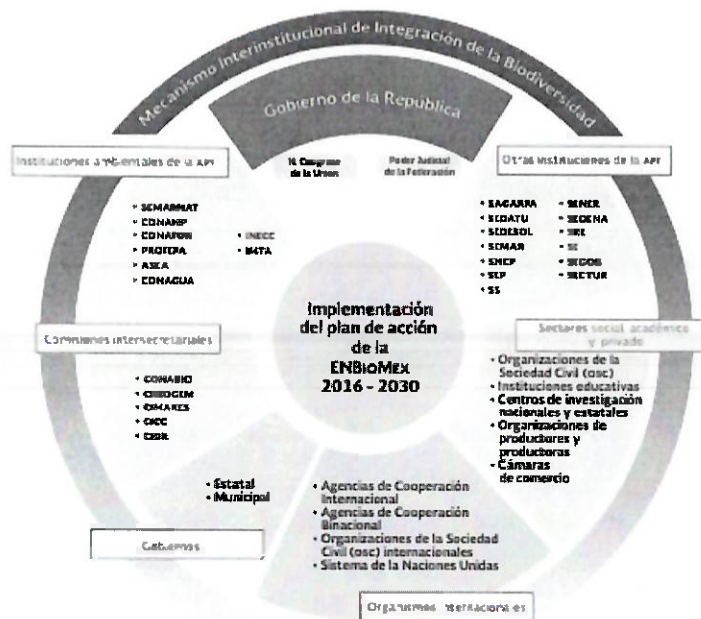 Mecanismo Interinstitucional de Integración de la Biodiversidad
Gobierno de la República
H. Congreso
de la Unión
Poder Judicial
de la Federación
Instituciones ambientales de la APF
• SEMARNAT
• CONANP
• CONAFOR
• PROFEPA
• ASEA
• CONAGUA
• INECC
• IMTA
Otras instituciones de la APF
• SAGARPA
• SEDATU
• SEDESOL
• SEMAR
• SHCP
• SEP
• SS
• SENER
• SEDENA
• SRE
• SE
• SEGOB
• SECTUR
Implementación
del plan de acción
de la
ENBioMex
2016 - 2030
Comisiones intersecretariales
• CONABIO
• CIBIOGEM
• CIMARES
• CICC
• CIDRS
Sectores social, académico
y privado
• Organizaciones de la
Sociedad Civil (osc)
• Instituciones educativas
• Centros de investigación
nacionales y estatales
• Organizaciones de
productores y
productoras
• Cámaras
de comercio
• Estatal
• Municipal
Gobiernos
• Agencias de Cooperación
Internacional
• Agencias de Cooperación
Binacional
• Organizaciones de la Sociedad
Civil (osc) internacionales
• Sistema de la Naciones Unidas
Organismos internacionales